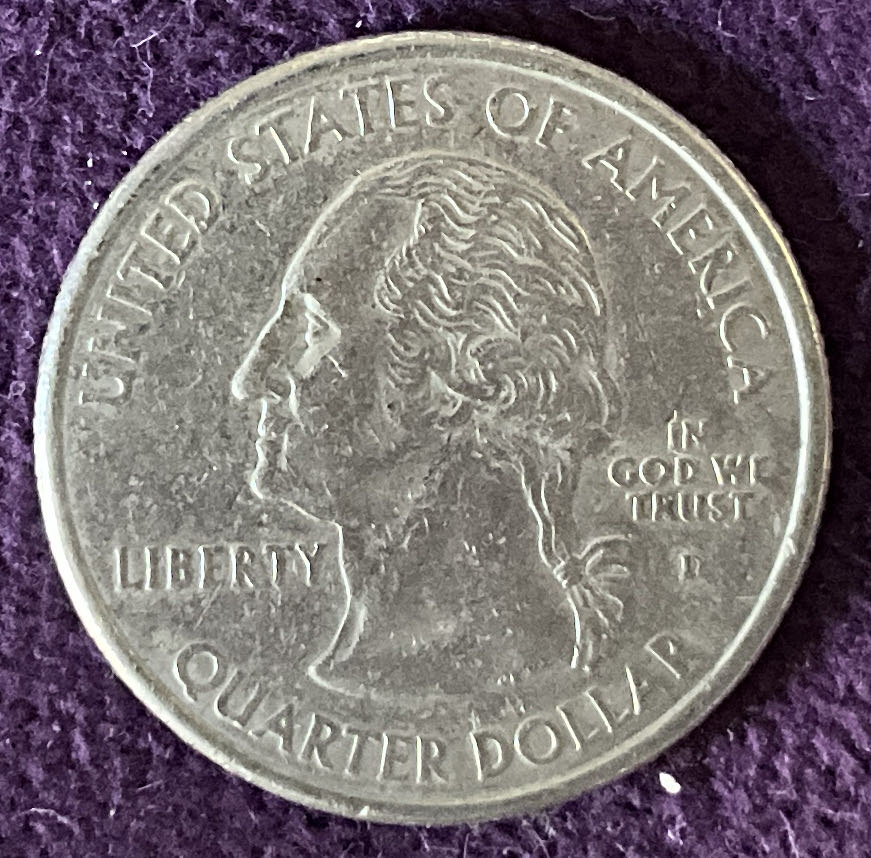 UNITED STATES OF AMERICA
IN
GOD WE
TRUST
LIBERTY
QUARTER DOLLAR